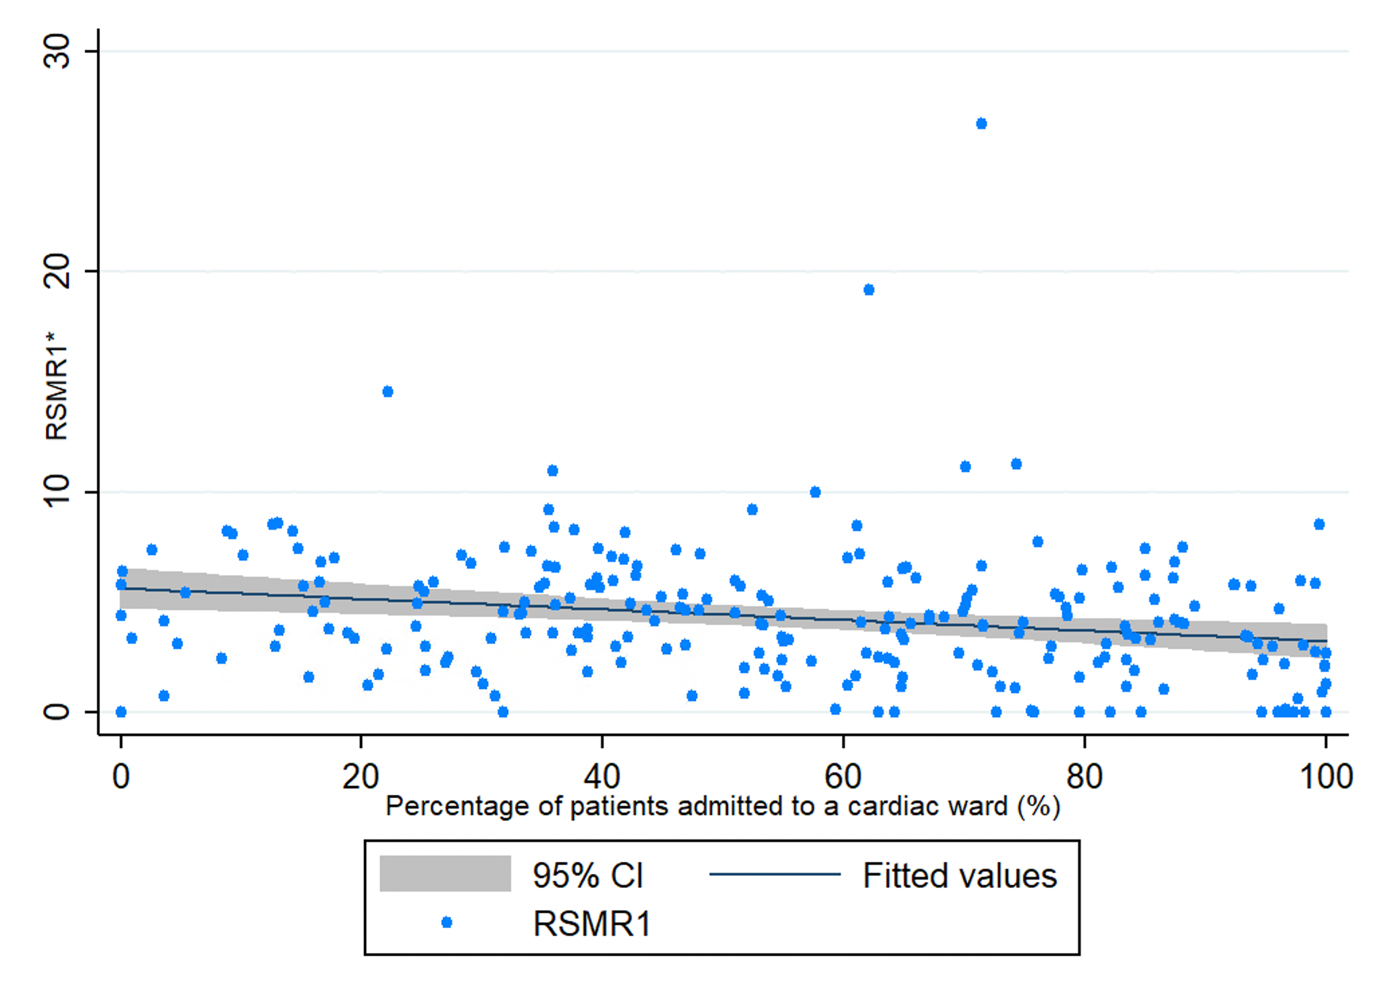 30
20
10
0
RSMR1*
0 20 40 60 80 100
Percentage of patients admitted to a cardiac ward (%)
95% CI Fitted values
RSMR1